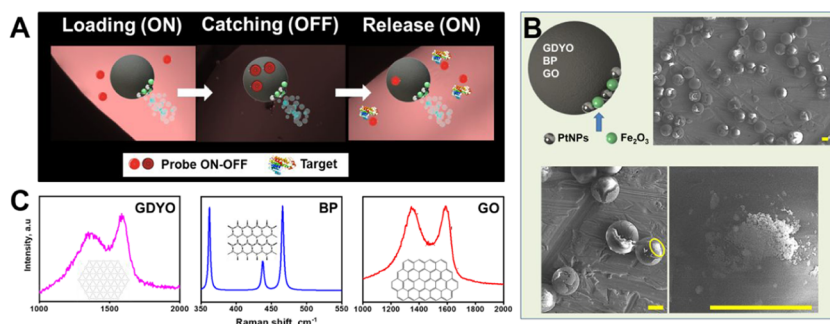 A
Loading (ON)
Catching (OFF)
Release (ON)
Probe ON-OFF
Target
B
GDYO
BP
GO
PtNPs
Fe₂O₃
C
Intensity, a.u
GDYO
BP
GO
1000
1500
2000
350
400
450
500
550
1000
1200
1400
1600
1800
2000
Raman shift, cm⁻¹